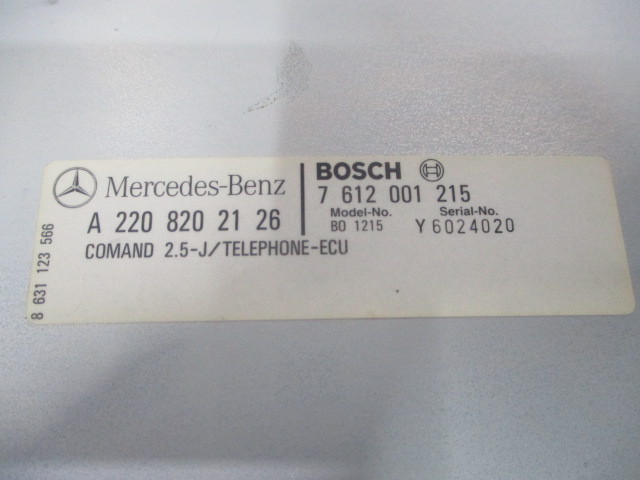 Mercedes-Benz
A 220 820 21 26
COMAND 2.5-J/TELEPHONE-ECU
BOSCH
7 612 001 215
Model-No. Serial-No.
BO 1215 Y6024020
8 631 123 566